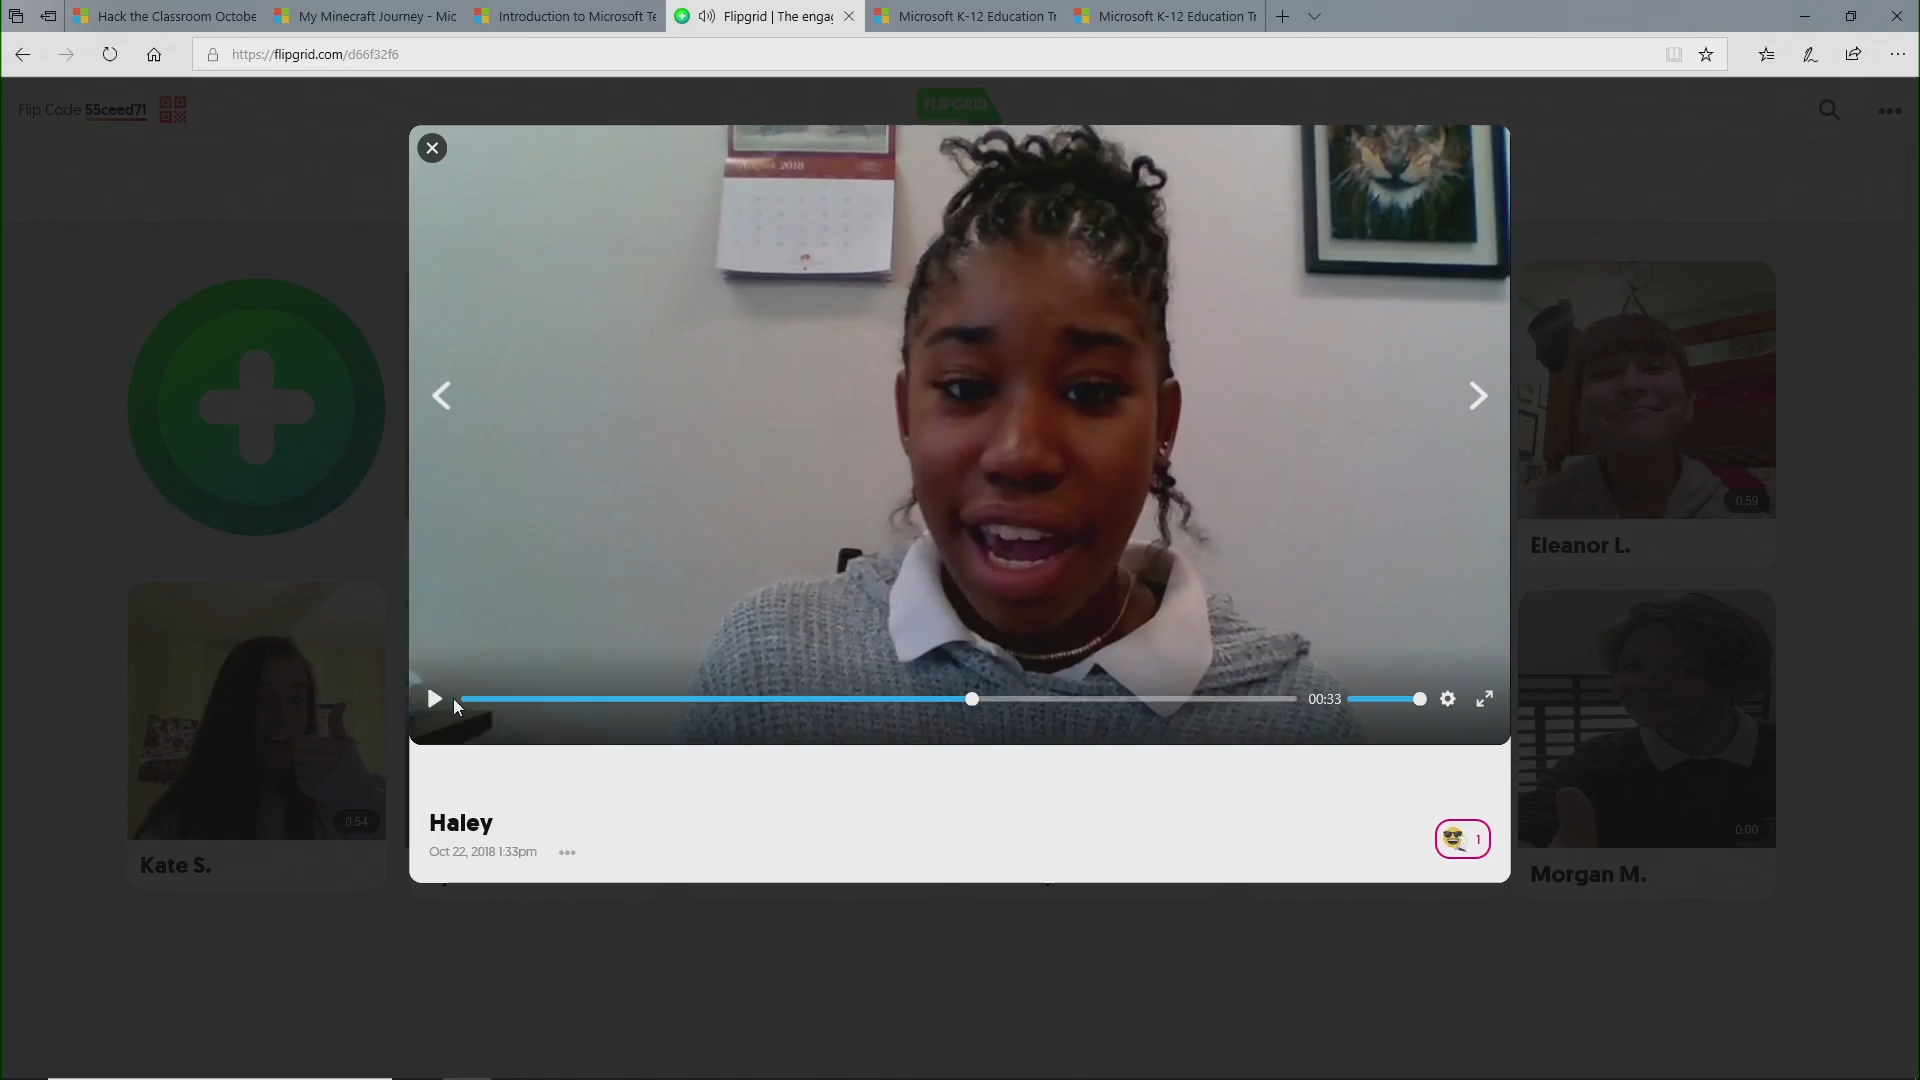 Hack the Classroom Octobe
My Minecraft Journey - Mic
Introduction to Microsoft Te
Flipgrid | The engag
Microsoft K-12 Education Tr
Microsoft K-12 Education Tr
https://flipgrid.com/d66f32f6
Flip Code 55ceed71
FLIPGRID
August 2018
0:59
Eleanor L.
00:33
0:54
0:00
Haley
Oct 22, 2018 1:33pm
1
Kate S.
Morgan M.